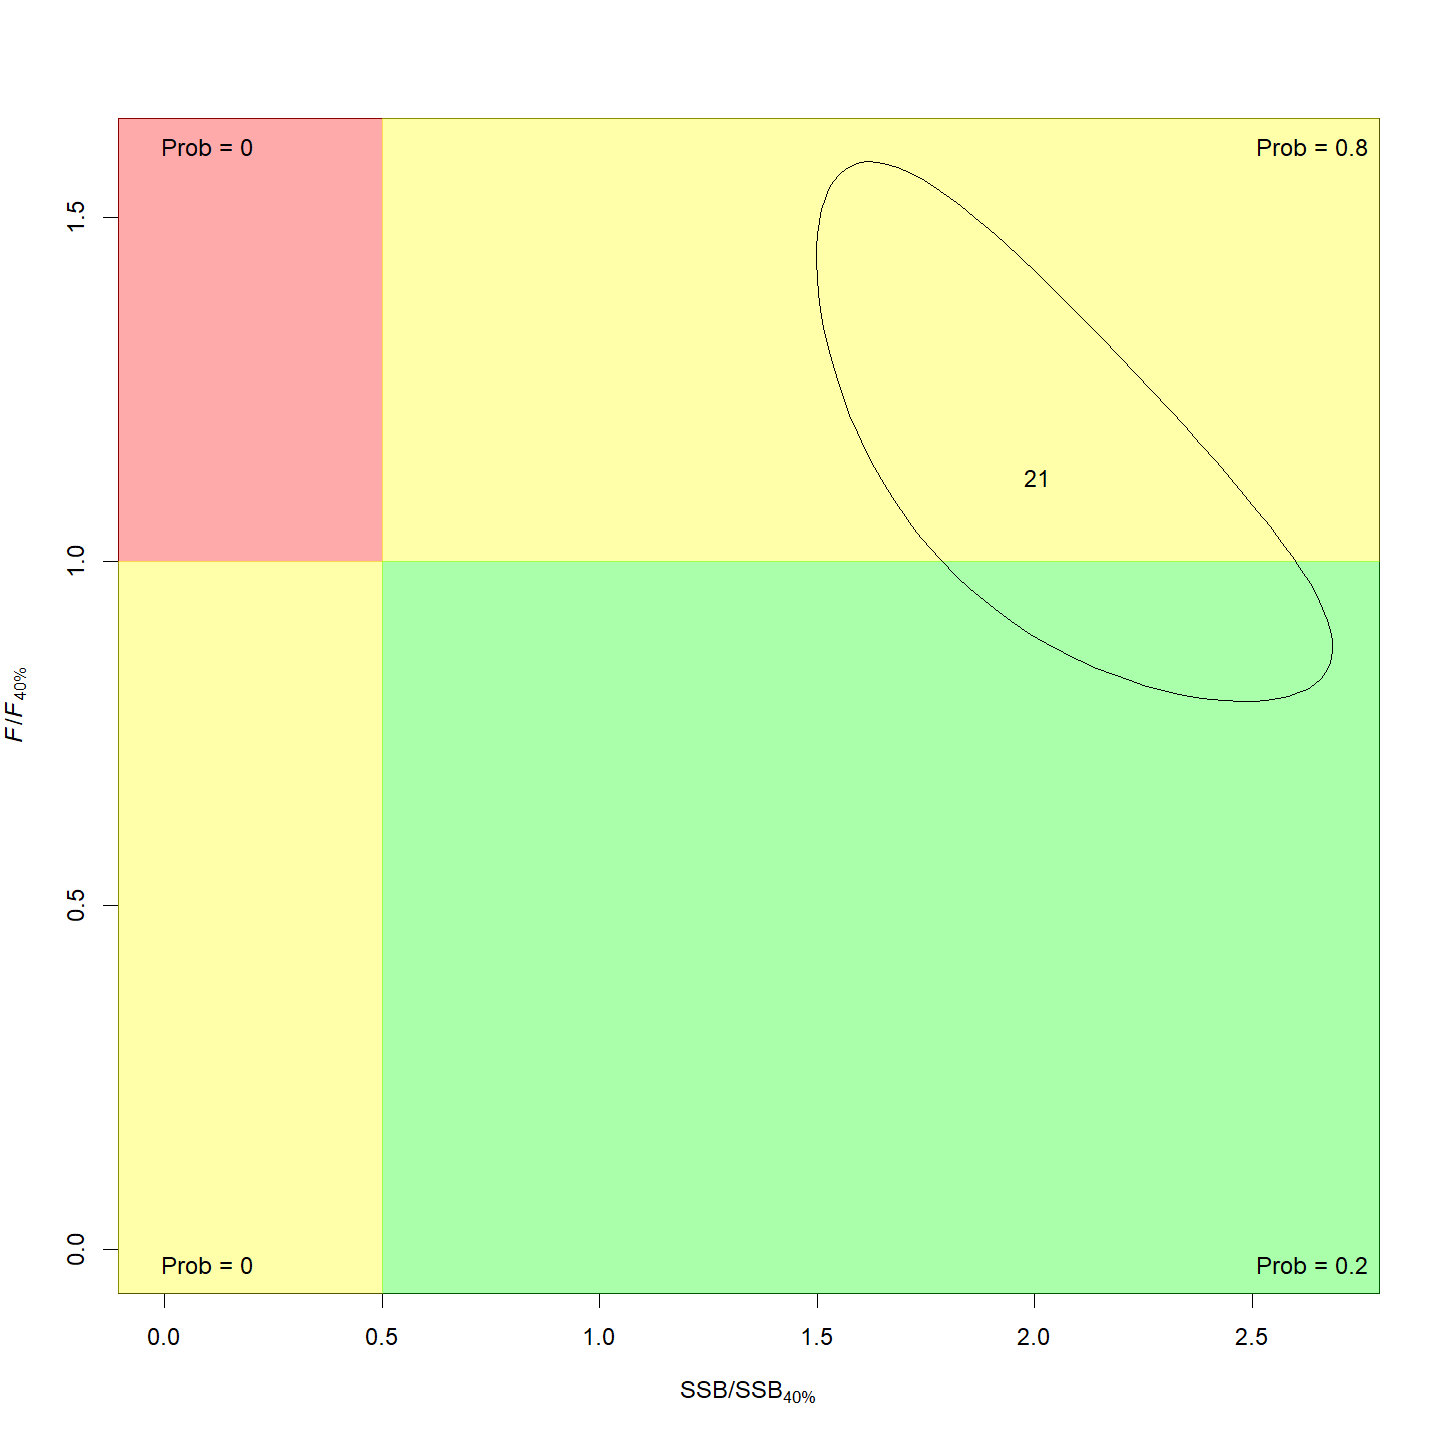 Prob = 0
Prob = 0.8
1.5
21
1.0
F/F40%
0.5
0.0
Prob = 0
Prob = 0.2
0.0 0.5 1.0 1.5 2.0 2.5
SSB/SSB40%